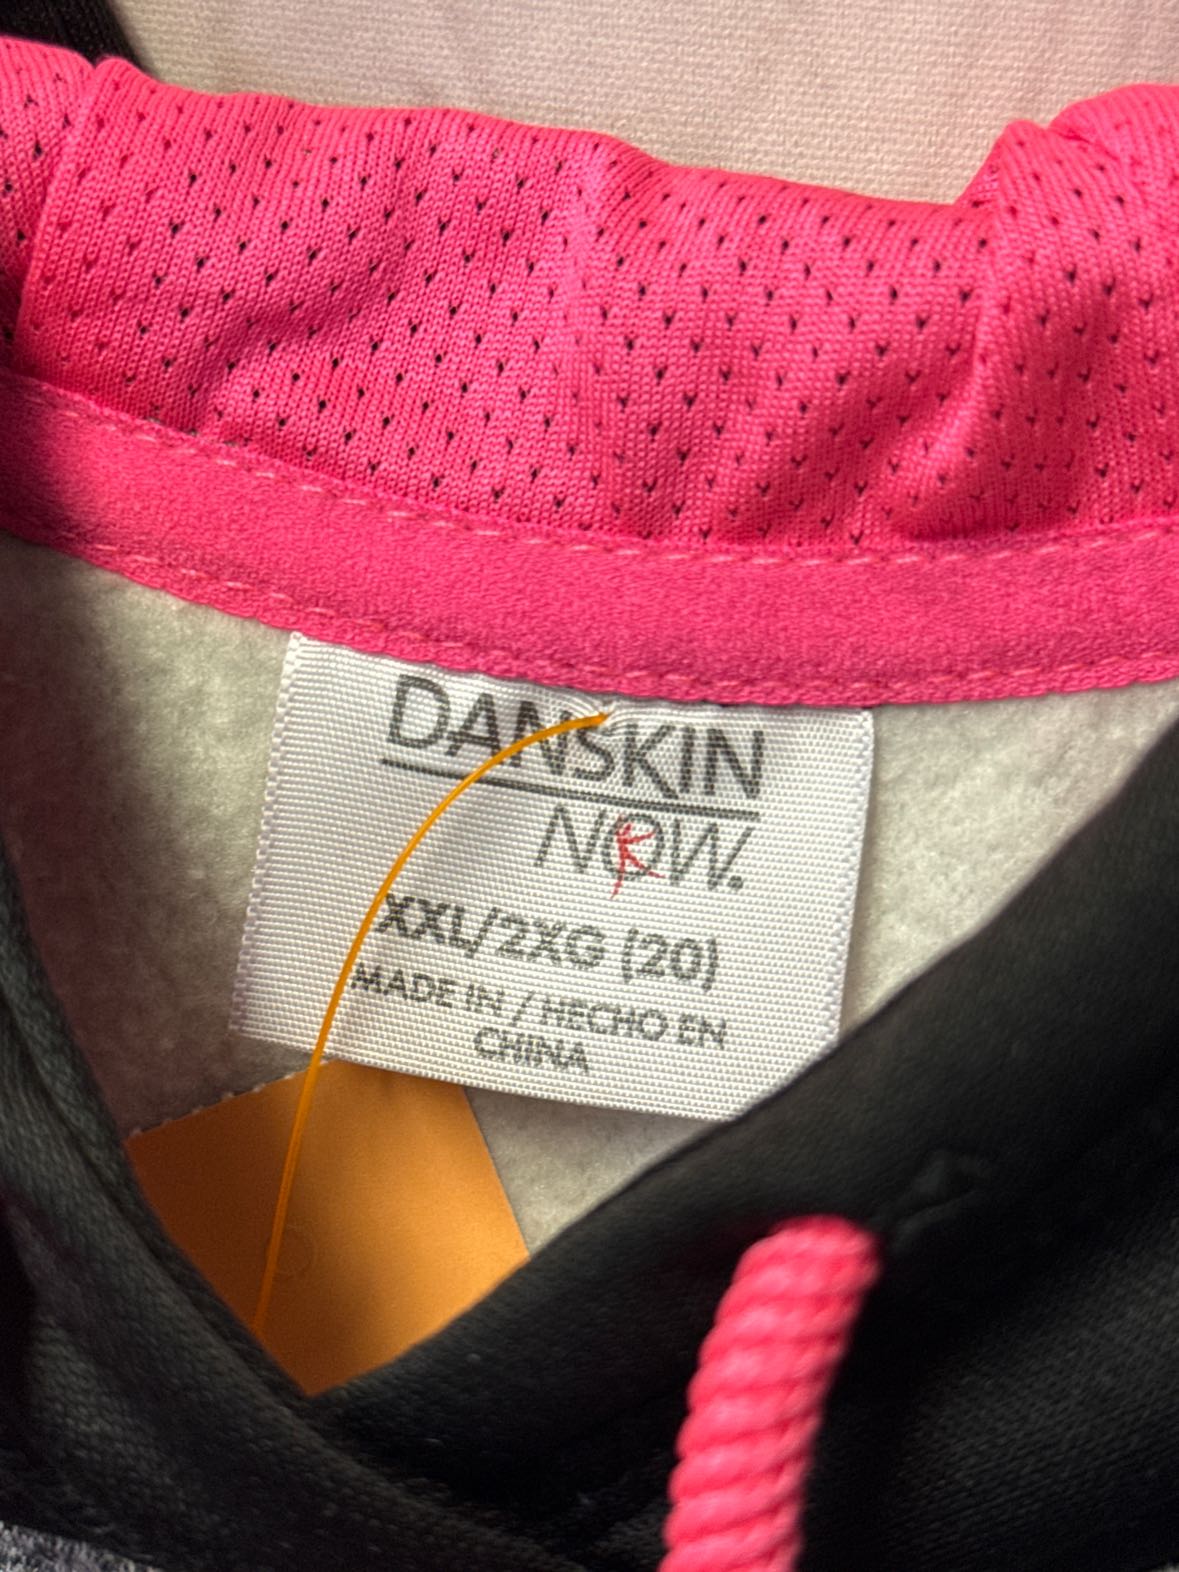 DANSKIN
NOW.
XXL/2XG (20)
MADE IN / HECHO EN
CHINA